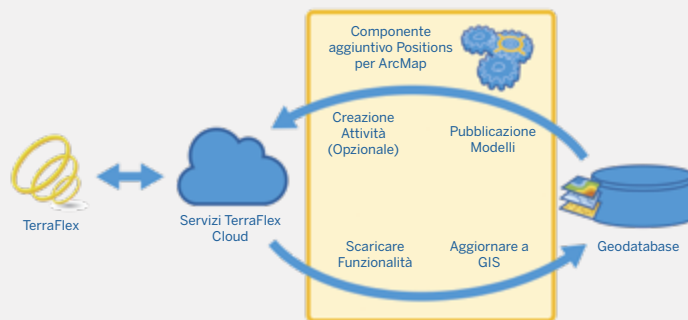 Componente
aggiuntivo Positions
per ArcMap
Creazione
Attività
(Opzionale)
Pubblicazione
Modelli
TerraFlex
Servizi TerraFlex
Cloud
Scaricare
Funzionalità
Aggiornare a
GIS
Geodatabase